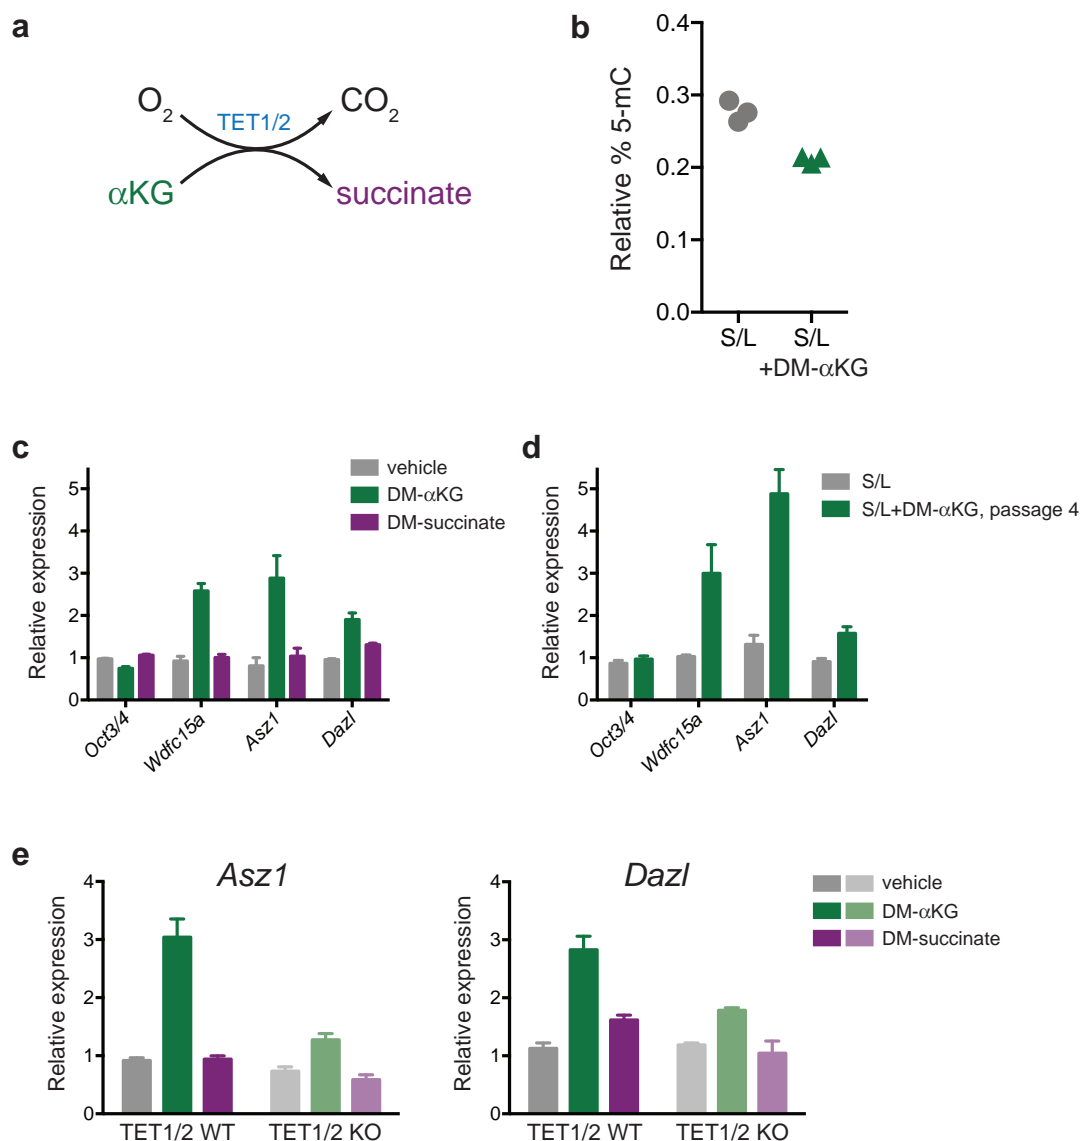 a
O2 CO2
TET1/2
αKG succinate
b
Relative % 5-mC
0.4
0.3
0.2
0.1
0.0
S/L S/L
+DM-αKG
c
Relative expression
5
4
3
2
1
0
vehicle
DM-αKG
DM-succinate
Oct3/4 Wdfc15a Asz1 Dazl
d
Relative expression
5
4
3
2
1
0
S/L
S/L+DM-αKG, passage 4
Oct3/4 Wdfc15a Asz1 Dazl
e
Asz1
Relative expression
4
3
2
1
0
TET1/2 WT TET1/2 KO
Dazl
Relative expression
4
3
2
1
0
TET1/2 WT TET1/2 KO
vehicle
DM-αKG
DM-succinate